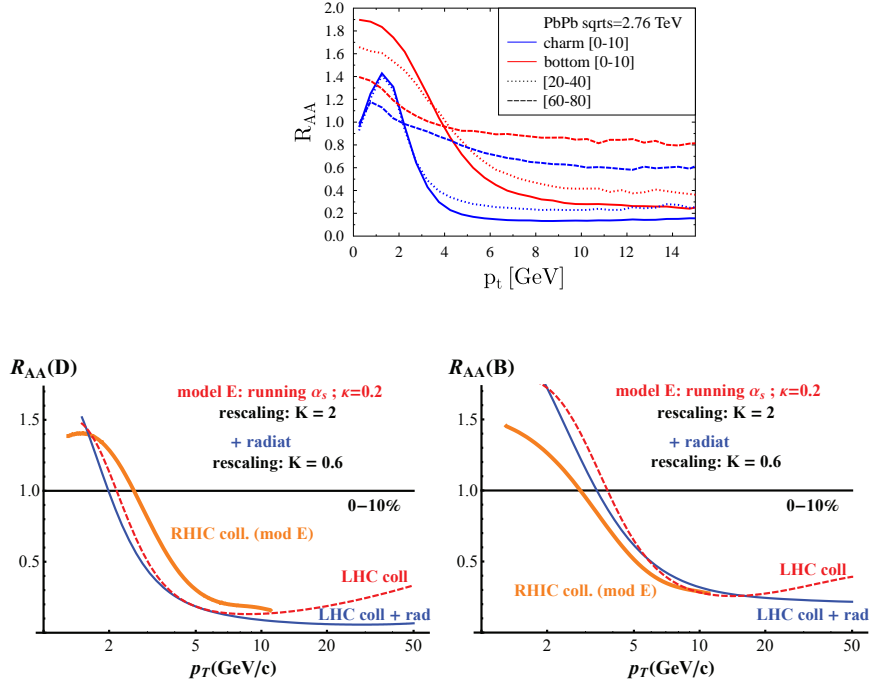 PbPb sqrts=2.76 TeV
charm [0-10]
bottom [0-10]
[20-40]
[60-80]
R_AA
2.0
1.8
1.6
1.4
1.2
1.0
0.8
0.6
0.4
0.2
0.0
0 2 4 6 8 10 12 14
p_t [GeV]
R_AA(D)
model E: running α_s ; κ=0.2
rescaling: K = 2
+ radiat
rescaling: K = 0.6
1.5
1.0
0.5
0−10%
RHIC coll. (mod E)
LHC coll
LHC coll + rad
2 5 10 20 50
p_T(GeV/c)
R_AA(B)
model E: running α_s ; κ=0.2
rescaling: K = 2
+ radiat
rescaling: K = 0.6
1.5
1.0
0.5
0−10%
RHIC coll. (mod E)
LHC coll
LHC coll + rad
2 5 10 20 50
p_T(GeV/c)